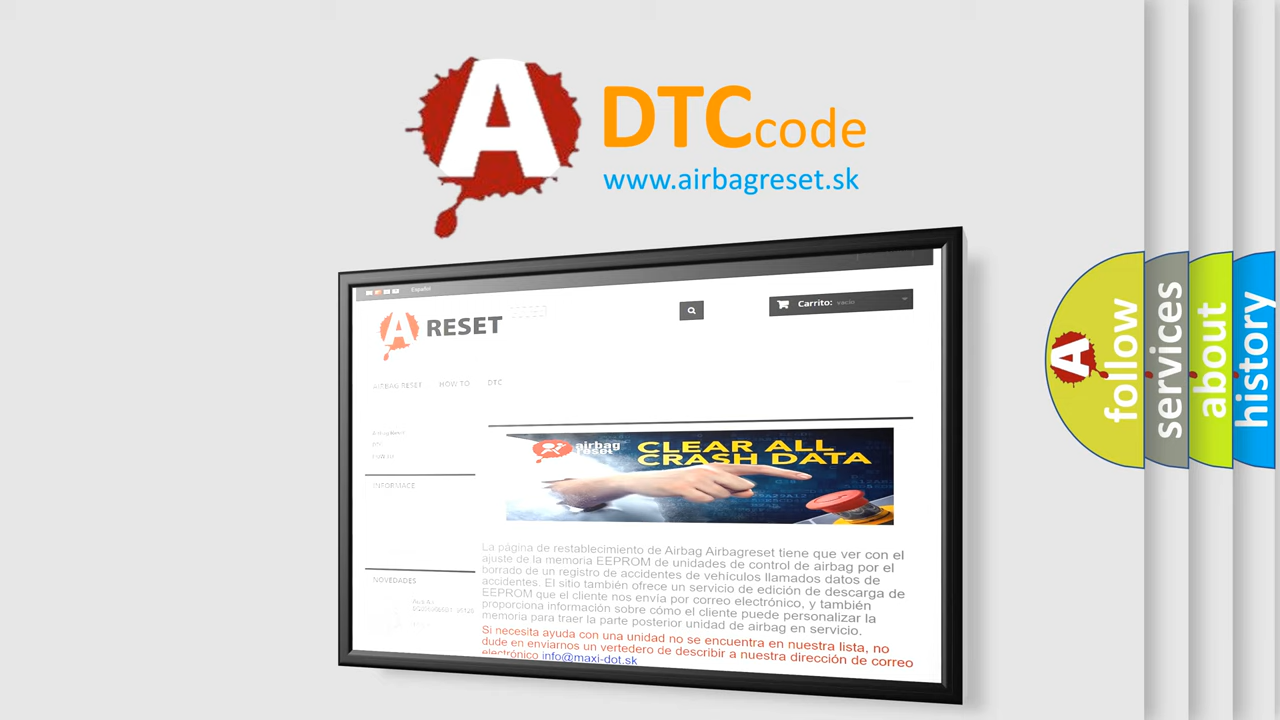 A
DTCcode
www.airbagreset.sk
Español
A RESET
Carrito: vacío
AIRBAG RESET HOW TO DTC
INFORMACE
airbag
reset
CLEAR ALL
CRASH DATA
La página de restablecimiento de Airbag Airbagreset tiene que ver con el
ajuste de la memoria EEPROM de unidades de control de airbag por el
borrado de un registro de accidentes de vehículos llamados datos de
accidentes. El sitio también ofrece un servicio de edición de descarga de
EEPROM que el cliente nos envía por correo electrónico, y también
proporciona información sobre cómo el cliente puede personalizar la
memoria para traer la parte posterior unidad de airbag en servicio.
Si necesita ayuda con una unidad no se encuentra en nuestra lista, no
dude en enviarnos un vertedero de describir a nuestra dirección de correo
electrónico info@maxi-dot.sk
NOVEDADES
A
follow
services
about
history